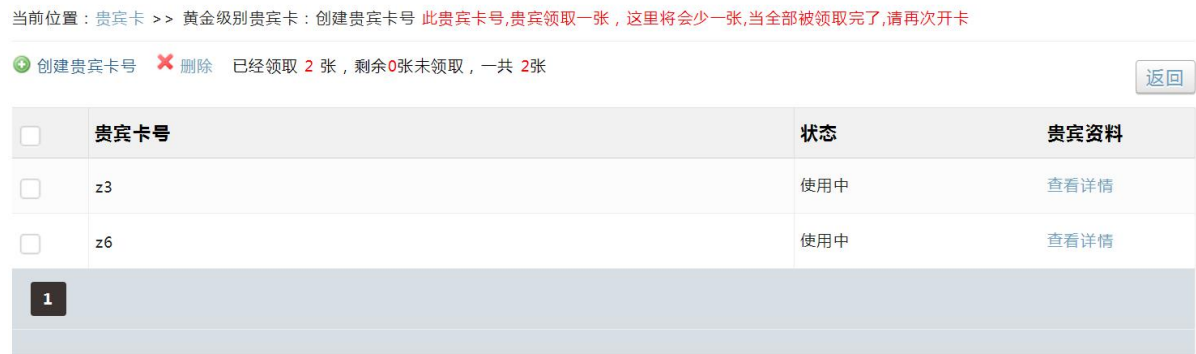 当前位置：贵宾卡 >> 黄金级别贵宾卡：创建贵宾卡号 此贵宾卡号,贵宾领取一张，这里将会少一张,当全部被领取完了,请再次开卡
创建贵宾卡号 删除 已经领取 2 张，剩余0张未领取，一共 2张
返回
贵宾卡号 状态 贵宾资料
z3 使用中 查看详情
z6 使用中 查看详情
1